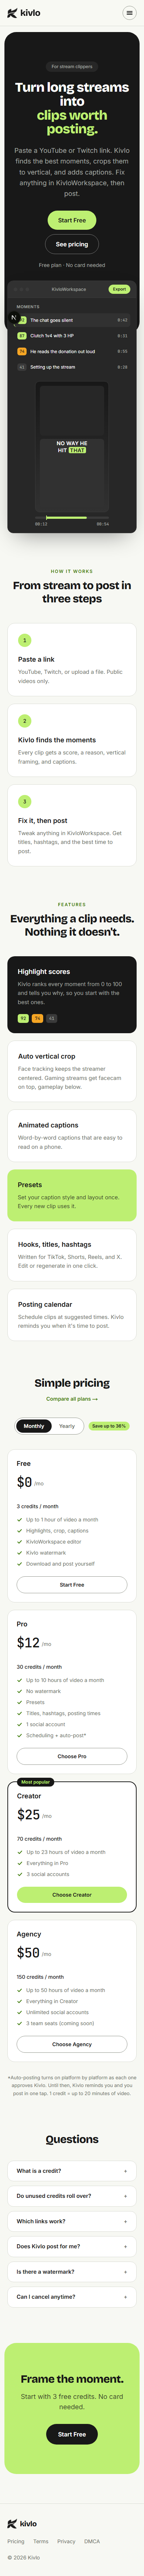 kivlo
For stream clippers
Turn long streams
into
clips worth
posting.
Paste a YouTube or Twitch link. Kivlo
finds the best moments, crops them
to vertical, and adds captions. Fix
anything in KivloWorkspace, then
post.
Start Free
See pricing
Free plan · No card needed
KivloWorkspace
Export
MOMENTS
The chat goes silent
0:42
N
87
Clutch 1v4 with 3 HP
0:31
74
He reads the donation out loud
0:55
61
Setting up the stream
0:28
NO WAY HE
HIT THAT
00:12
00:54
HOW IT WORKS
From stream to post in
three steps
1
Paste a link
YouTube, Twitch, or upload a file. Public
videos only.
2
Kivlo finds the moments
Every clip gets a score, a reason, vertical
framing, and captions.
3
Fix it, then post
Tweak anything in KivloWorkspace. Get
titles, hashtags, and the best time to
post.
FEATURES
Everything a clip needs.
Nothing it doesn't.
Highlight scores
Kivlo ranks every moment from 0 to 100
and tells you why, so you start with the
best ones.
92
74
61
Auto vertical crop
Face tracking keeps the streamer
centered. Gaming streams get facecam
on top, gameplay below.
Animated captions
Word-by-word captions that are easy to
read on a phone.
Presets
Set your caption style and layout once.
Every new clip uses it.
Hooks, titles, hashtags
Written for TikTok, Shorts, Reels, and X.
Edit or regenerate in one click.
Posting calendar
Schedule clips at suggested times. Kivlo
reminds you when it's time to post.
Simple pricing
Compare all plans →
Monthly
Yearly
Save up to 36%
Free
$0 /mo
3 credits / month
Up to 1 hour of video a month
Highlights, crop, captions
KivloWorkspace editor
Kivlo watermark
Download and post yourself
Start Free
Pro
$12 /mo
30 credits / month
Up to 10 hours of video a month
No watermark
Presets
Titles, hashtags, posting times
1 social account
Scheduling + auto-post*
Choose Pro
Most popular
Creator
$25 /mo
70 credits / month
Up to 23 hours of video a month
Everything in Pro
3 social accounts
Choose Creator
Agency
$50 /mo
150 credits / month
Up to 50 hours of video a month
Everything in Creator
Unlimited social accounts
3 team seats (coming soon)
Choose Agency
*Auto-posting turns on platform by platform as each one
approves Kivlo. Until then, Kivlo reminds you and you
post in one tap. 1 credit = up to 20 minutes of video.
Questions
What is a credit?
+
Do unused credits roll over?
+
Which links work?
+
Does Kivlo post for me?
+
Is there a watermark?
+
Can I cancel anytime?
+
Frame the moment.
Start with 3 free credits. No card
needed.
Start Free
kivlo
Pricing
Terms
Privacy
DMCA
© 2026 Kivlo